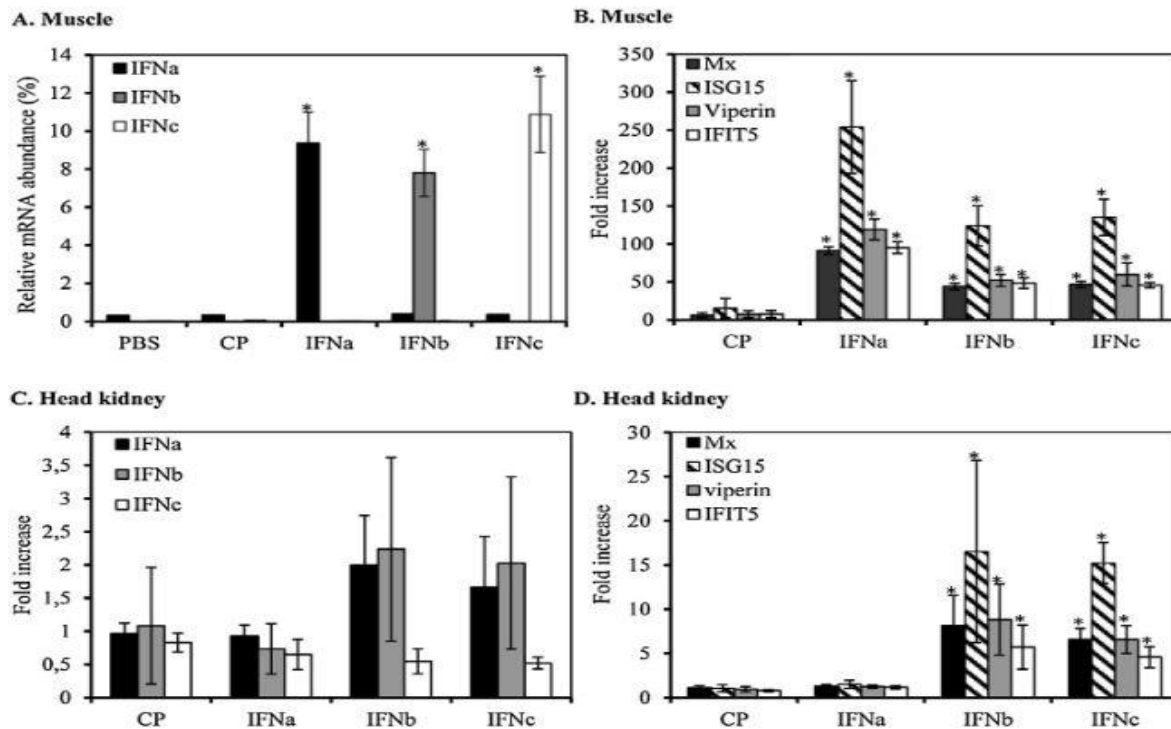 A. Muscle
Relative mRNA abundance (%)
14
12
10
8
6
4
2
0
IFNa
IFNb
IFNc
*
*
*
PBS CP IFNa IFNb IFNc
B. Muscle
Fold increase
350
300
250
200
150
100
50
0
Mx
ISG15
Viperin
IFIT5
* * * *
* * * *
* * * *
CP IFNa IFNb IFNc
C. Head kidney
Fold increase
4
3,5
3
2,5
2
1,5
1
0,5
0
IFNa
IFNb
IFNc
CP IFNa IFNb IFNc
D. Head kidney
Fold increase
30
25
20
15
10
5
0
Mx
ISG15
viperin
IFIT5
* * * *
* * * *
CP IFNa IFNb IFNc